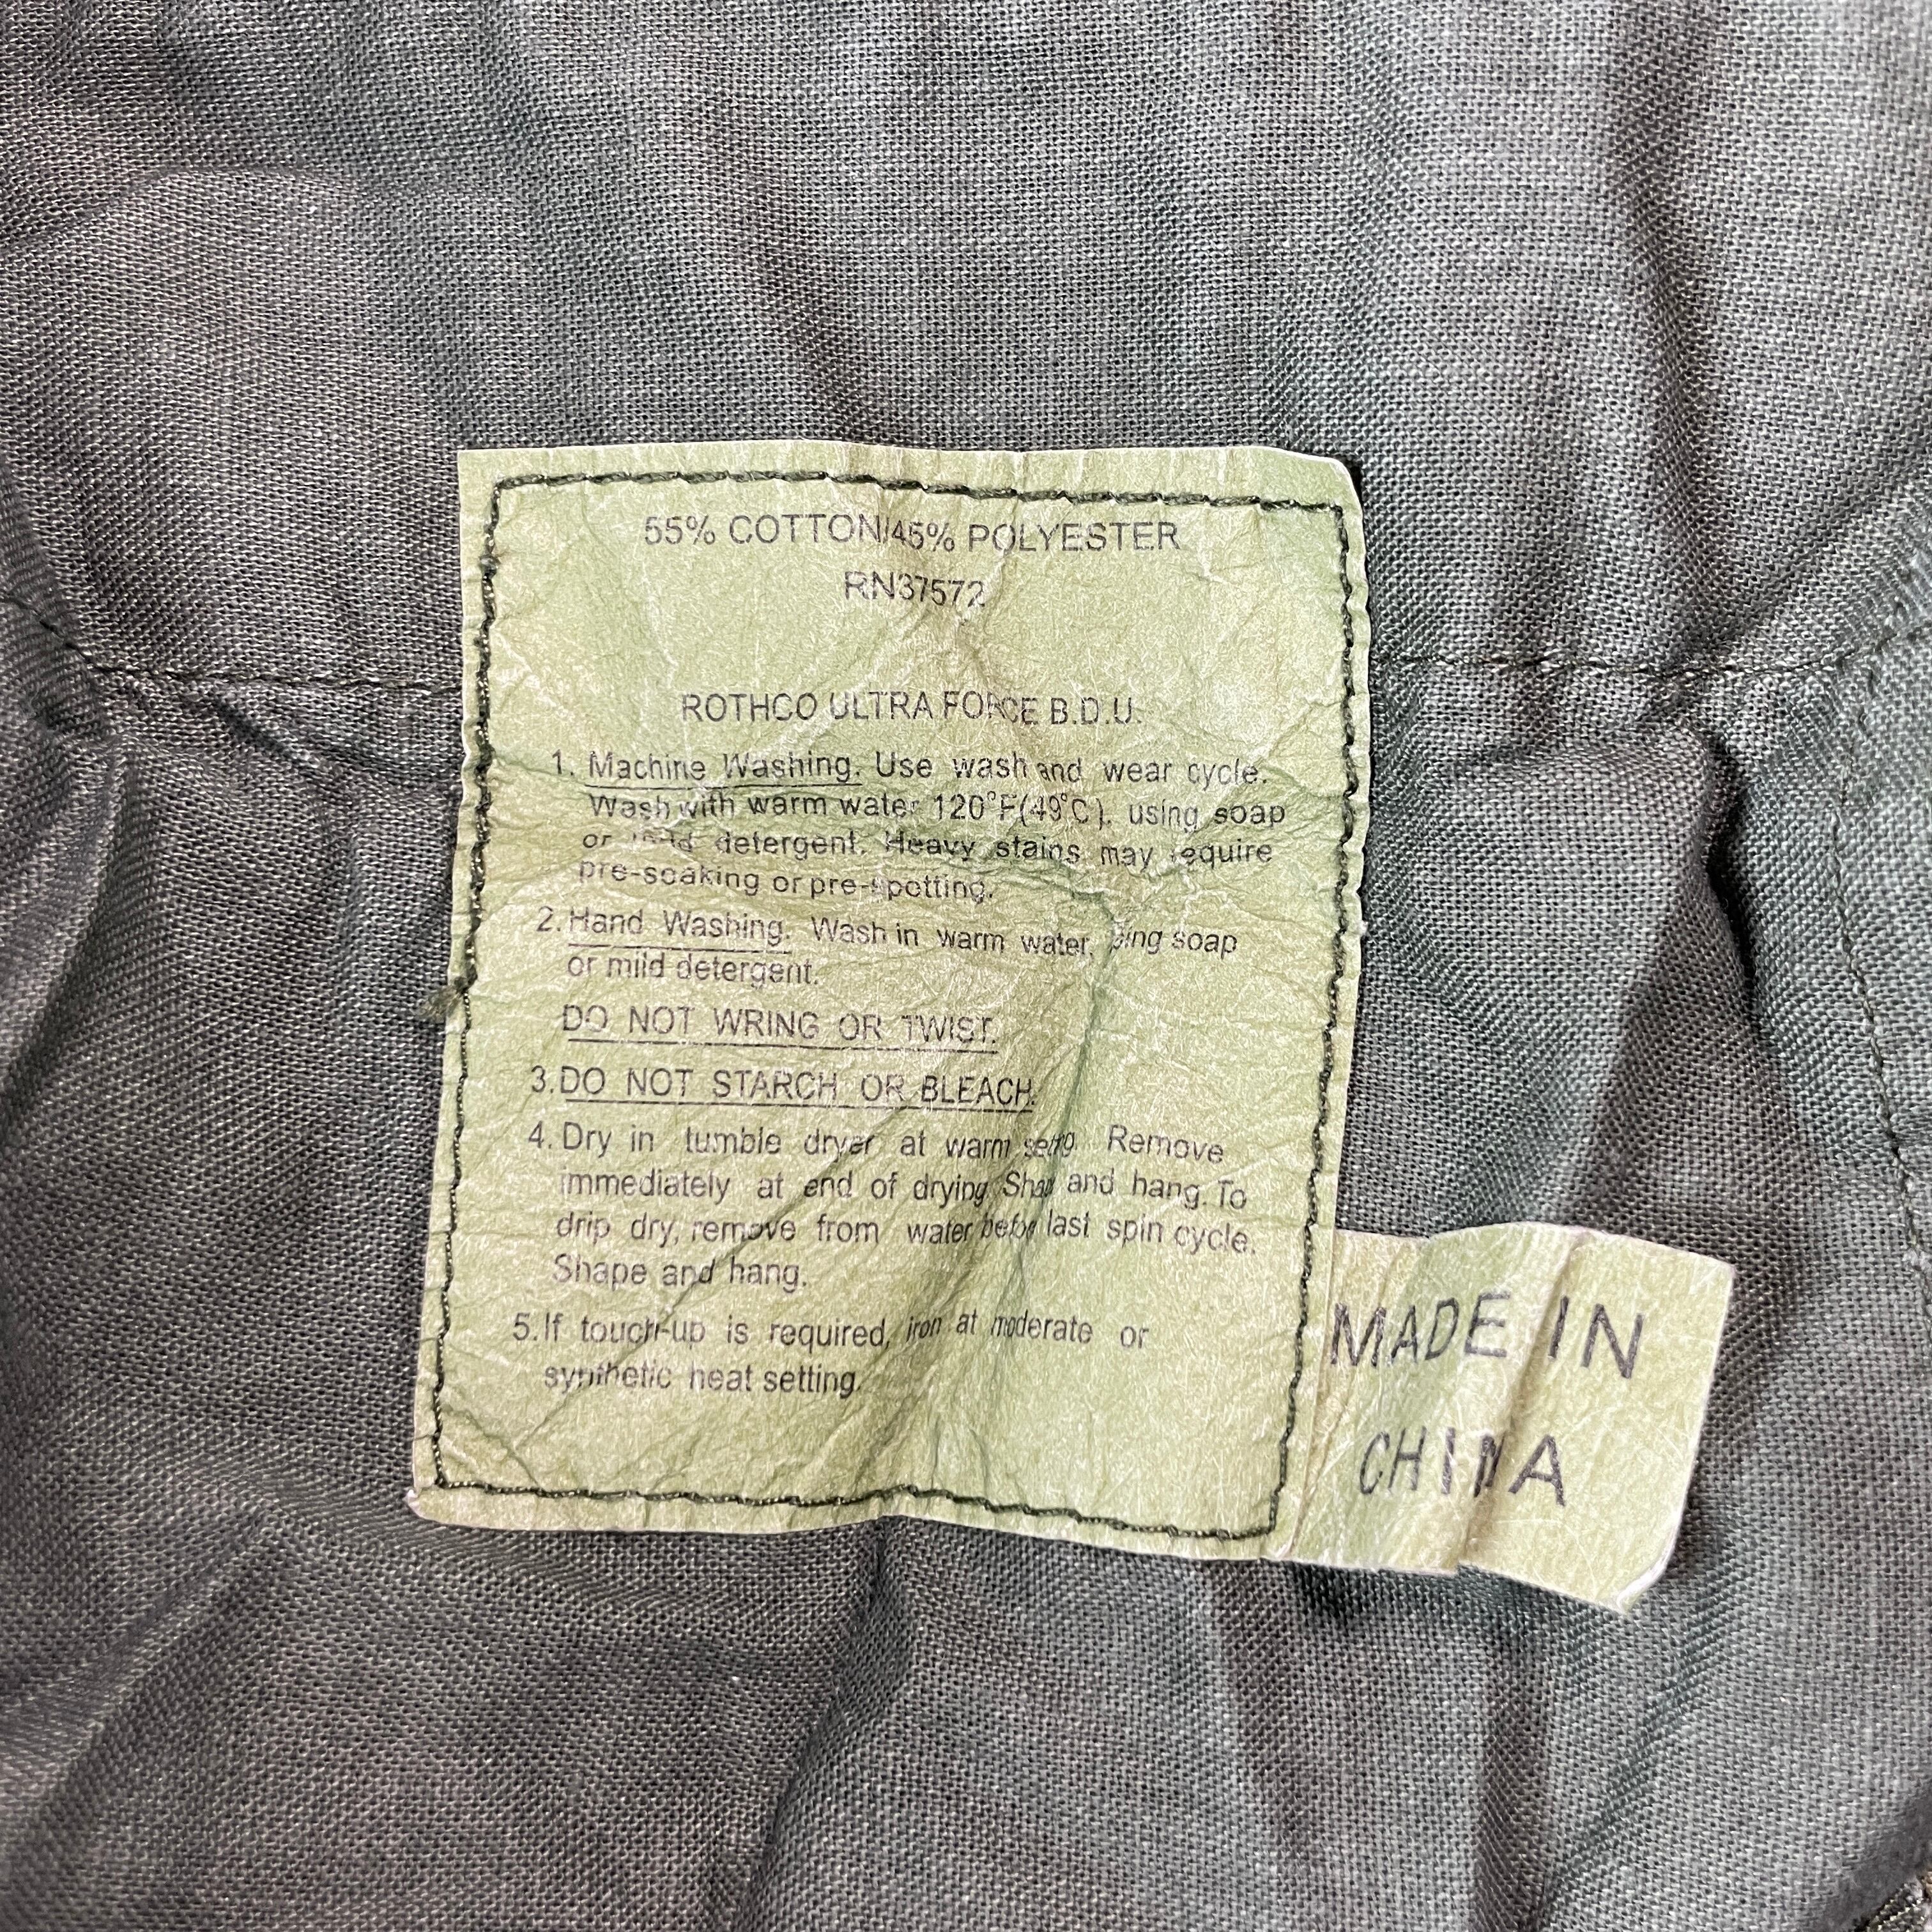 55% COTTON/45% POLYESTER
RN37572
ROTHCO ULTRA FORCE B.D.U.
1. Machine Washing. Use wash and wear cycle.
Wash with warm water 120°F(49°C). using soap
or mild detergent. Heavy stains may require
pre-soaking or pre-spotting.
2. Hand Washing. Wash in warm water, using soap
or mild detergent.
DO NOT WRING OR TWIST.
3. DO NOT STARCH OR BLEACH.
4. Dry in tumble dryer at warm setting. Remove
immediately at end of drying Shape and hang. To
drip dry, remove from water before last spin cycle.
Shape and hang.
5. If touch-up is required, iron at moderate or
synthetic heat setting.
MADE IN
CHINA